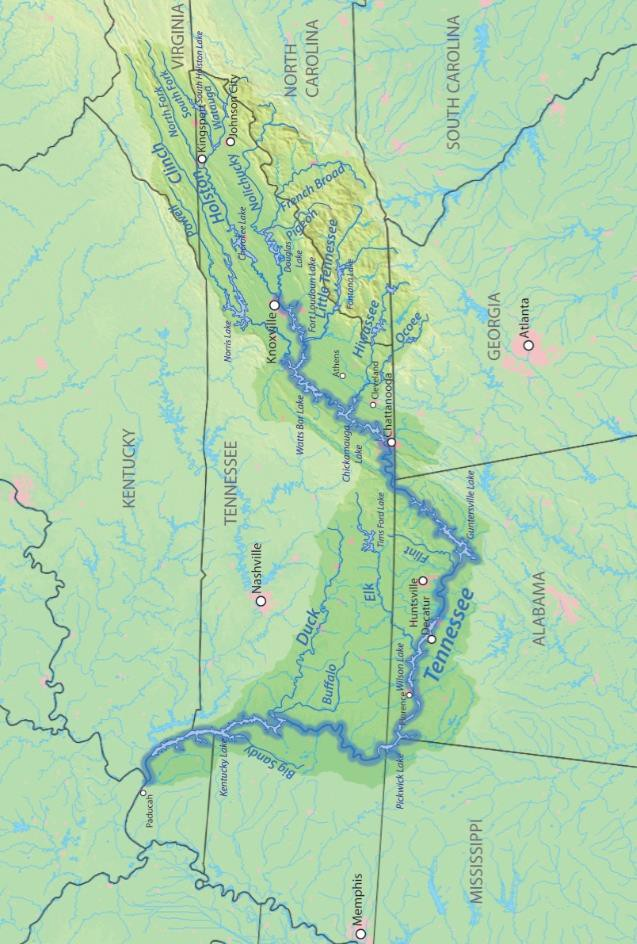 VIRGINIA
NORTH
CAROLINA
SOUTH CAROLINA
GEORGIA
KENTUCKY
TENNESSEE
ALABAMA
MISSISSIPPI
North Fork
South Fork
South Holston Lake
Watauga
Kingsport
Johnson City
Clinch
Powell
Holston
Nolichucky
French Broad
Cherokee Lake
Pigeon
Douglas
Lake
Little Tennessee
Fort Loudoun Lake
Fontana Lake
Norris Lake
Knoxville
Hiwassee
Ocoee
Athens
Cleveland
Watts Bar Lake
Chickamauga
Lake
Chattanooga
Atlanta
Tims Ford Lake
Guntersville Lake
Flint
Elk
Nashville
Huntsville
Decatur
Tennessee
Duck
Buffalo
Wilson Lake
Florence
Pickwick Lake
Kentucky Lake
Big Sandy
Paducah
Memphis